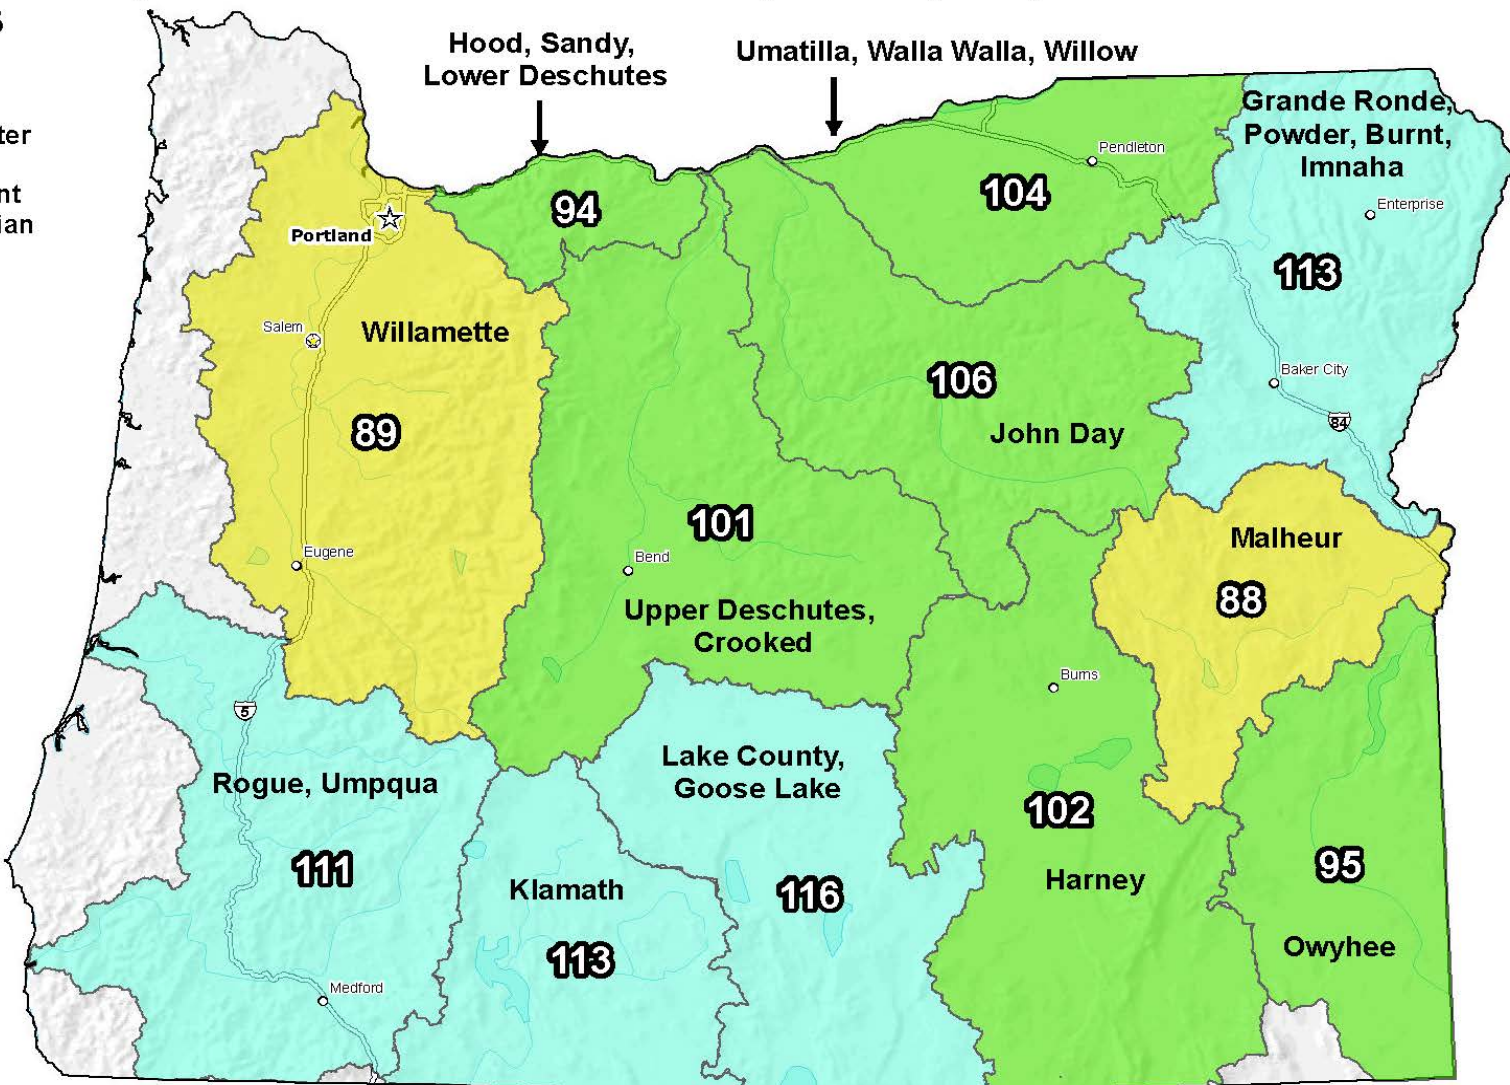 Hood, Sandy,
Lower Deschutes
Umatilla, Walla Walla, Willow
Grande Ronde,
Powder, Burnt,
Imnaha
Pendleton
94
104
Enterprise
Portland
113
Salem
Willamette
Baker City
106
84
89
John Day
101
Malheur
Eugene
Bend
88
Upper Deschutes,
Crooked
Burns
5
Lake County,
Goose Lake
Rogue, Umpqua
102
111
95
Klamath
116
Harney
113
Owyhee
Medford